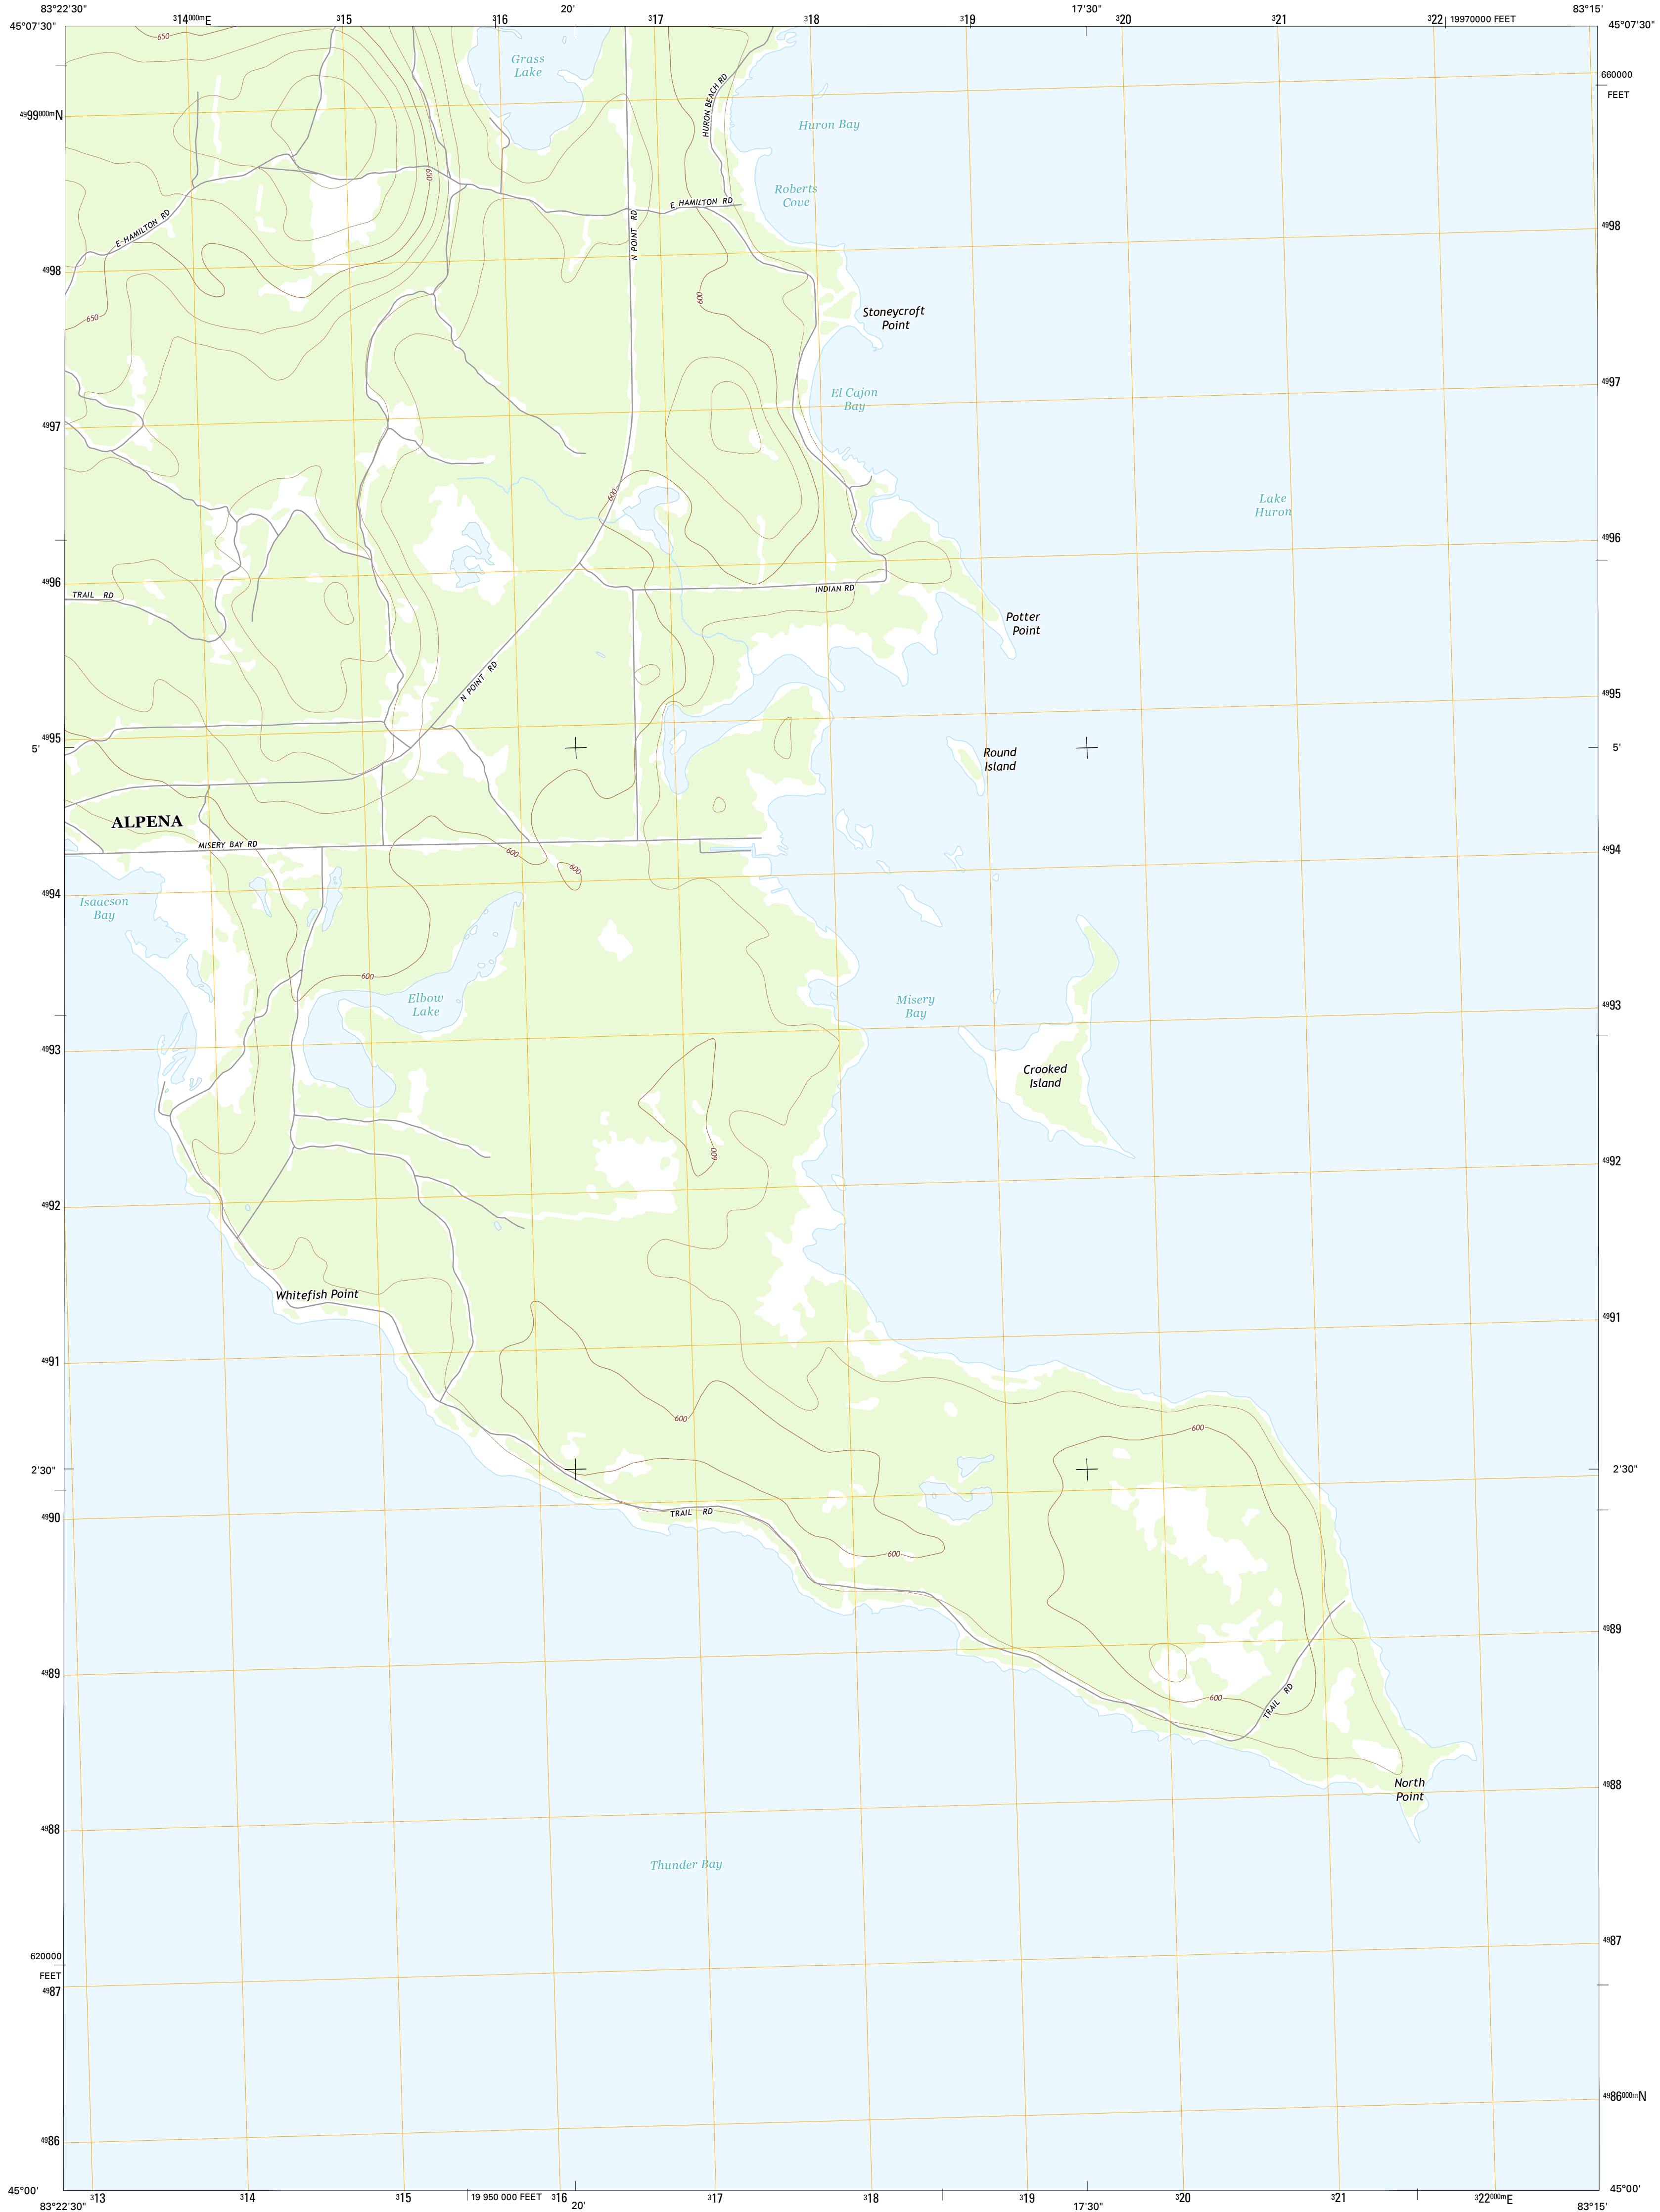 83°22'30"
³14⁰⁰⁰ᵐE
³15
³16
20'
³17
³18
³19
17'30"
³20
³21
³22
19970000 FEET
83°15'
45°07'30"
45°07'30"
650
Grass
Lake
HURON BEACH RD
660000
FEET
⁴⁹99⁰⁰⁰ᵐN
Huron Bay
650
Roberts
Cove
E HAMILTON RD
E HAMILTON RD
N POINT RD
⁴⁹98
⁴⁹98
600
650
Stoneycroft
Point
⁴⁹97
El Cajon
Bay
⁴⁹97
600
Lake
Huron
⁴⁹96
⁴⁹96
TRAIL RD
INDIAN RD
Potter
Point
N POINT RD
⁴⁹95
⁴⁹95
5'
5'
Round
Island
ALPENA
MISERY BAY RD
600
600
⁴⁹94
⁴⁹94
Isaacson
Bay
600
Elbow
Lake
Misery
Bay
⁴⁹93
⁴⁹93
Crooked
Island
600
⁴⁹92
⁴⁹92
Whitefish Point
⁴⁹91
⁴⁹91
600
600
2'30"
2'30"
⁴⁹90
TRAIL RD
600
⁴⁹89
⁴⁹89
600
TRAIL RD
North
Point
⁴⁹88
⁴⁹88
Thunder Bay
⁴⁹87
620000
FEET
⁴⁹87
⁴⁹86⁰⁰⁰ᵐN
⁴⁹86
45°00'
45°00'
83°22'30"
³13
³14
³15
19 950 000 FEET
³16
20'
³17
³18
³19
17'30"
³20
³21
³22⁰⁰⁰ᵐE
83°15'